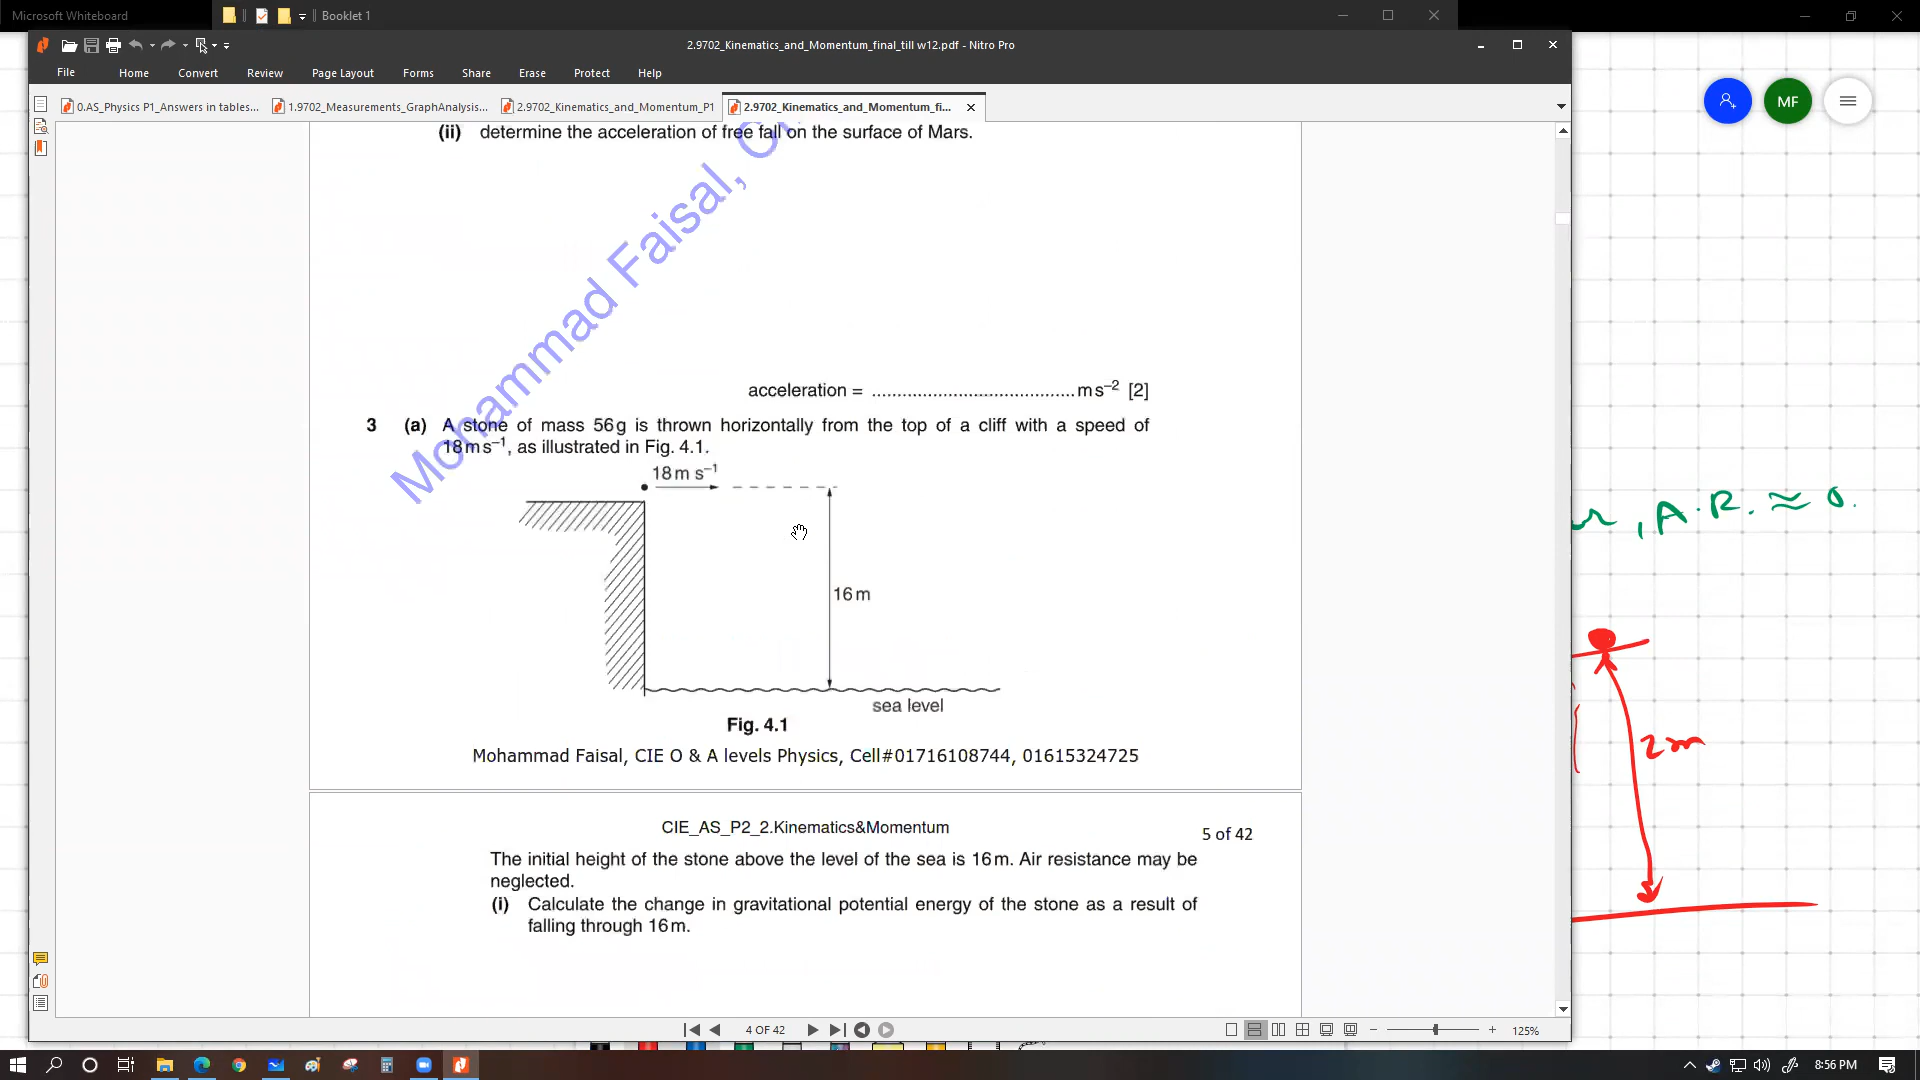 Microsoft Whiteboard
Booklet 1
2.9702_Kinematics_and_Momentum_final_till w12.pdf - Nitro Pro
MF
File Home Convert Review Page Layout Forms Share Erase Protect Help
0.AS_Physics P1_Answers in tables...
1.9702_Measurements_GraphAnalysis...
2.9702_Kinematics_and_Momentum_P1
2.9702_Kinematics_and_Momentum_fi...
(ii) determine the acceleration of free fall on the surface of Mars.
Mohammad Faisal,
acceleration = ....................................... m s⁻² [2]
3 (a) A stone of mass 56 g is thrown horizontally from the top of a cliff with a speed of
18 m s⁻¹, as illustrated in Fig. 4.1.
18 m s⁻¹
, A.R. ≈ 0.
16 m
2m
sea level
Fig. 4.1
Mohammad Faisal, CIE O & A levels Physics, Cell#01716108744, 01615324725
CIE_AS_P2_2.Kinematics&Momentum
5 of 42
The initial height of the stone above the level of the sea is 16 m. Air resistance may be
neglected.
(i) Calculate the change in gravitational potential energy of the stone as a result of
falling through 16 m.
4 OF 42
125%
8:56 PM